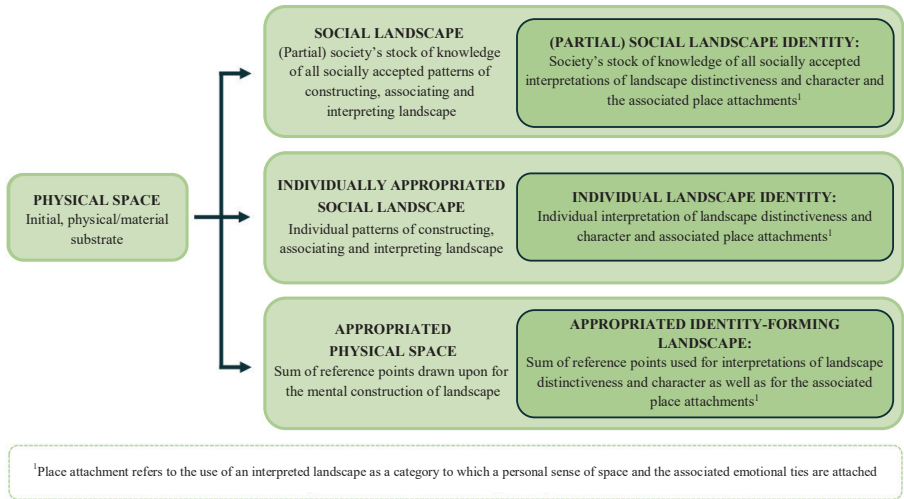 PHYSICAL SPACE
Initial, physical/material
substrate
SOCIAL LANDSCAPE
(Partial) society’s stock of knowledge
of all socially accepted patterns of
constructing, associating and
interpreting landscape
(PARTIAL) SOCIAL LANDSCAPE IDENTITY:
Society’s stock of knowledge of all socially accepted
interpretations of landscape distinctiveness and character and
the associated place attachments¹
INDIVIDUALLY APPROPRIATED
SOCIAL LANDSCAPE
Individual patterns of constructing,
associating and interpreting landscape
INDIVIDUAL LANDSCAPE IDENTITY:
Individual interpretation of landscape distinctiveness and
character and associated place attachments¹
APPROPRIATED
PHYSICAL SPACE
Sum of reference points drawn upon for
the mental construction of landscape
APPROPRIATED IDENTITY-FORMING
LANDSCAPE:
Sum of reference points used for interpretations of landscape
distinctiveness and character as well as for the associated
place attachments¹
¹Place attachment refers to the use of an interpreted landscape as a category to which a personal sense of space and the associated emotional ties are attached